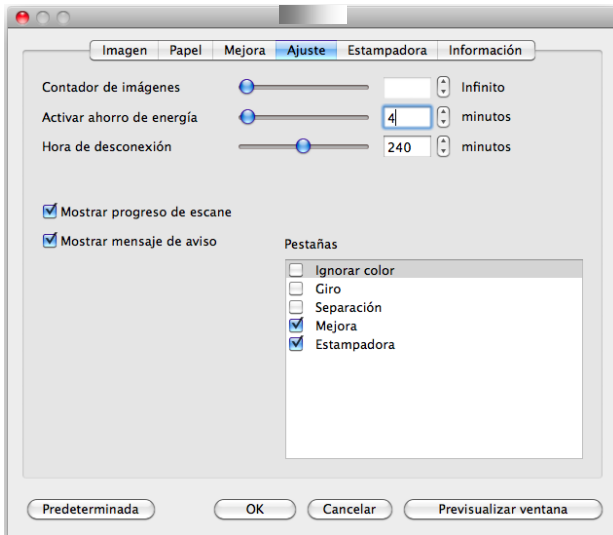 Imagen Papel Mejora Ajuste Estampadora Información
Contador de imágenes Infinito
Activar ahorro de energía 4 minutos
Hora de desconexión 240 minutos
Mostrar progreso de escane
Mostrar mensaje de aviso
Pestañas
Ignorar color
Giro
Separación
Mejora
Estampadora
Predeterminada OK Cancelar Previsualizar ventana